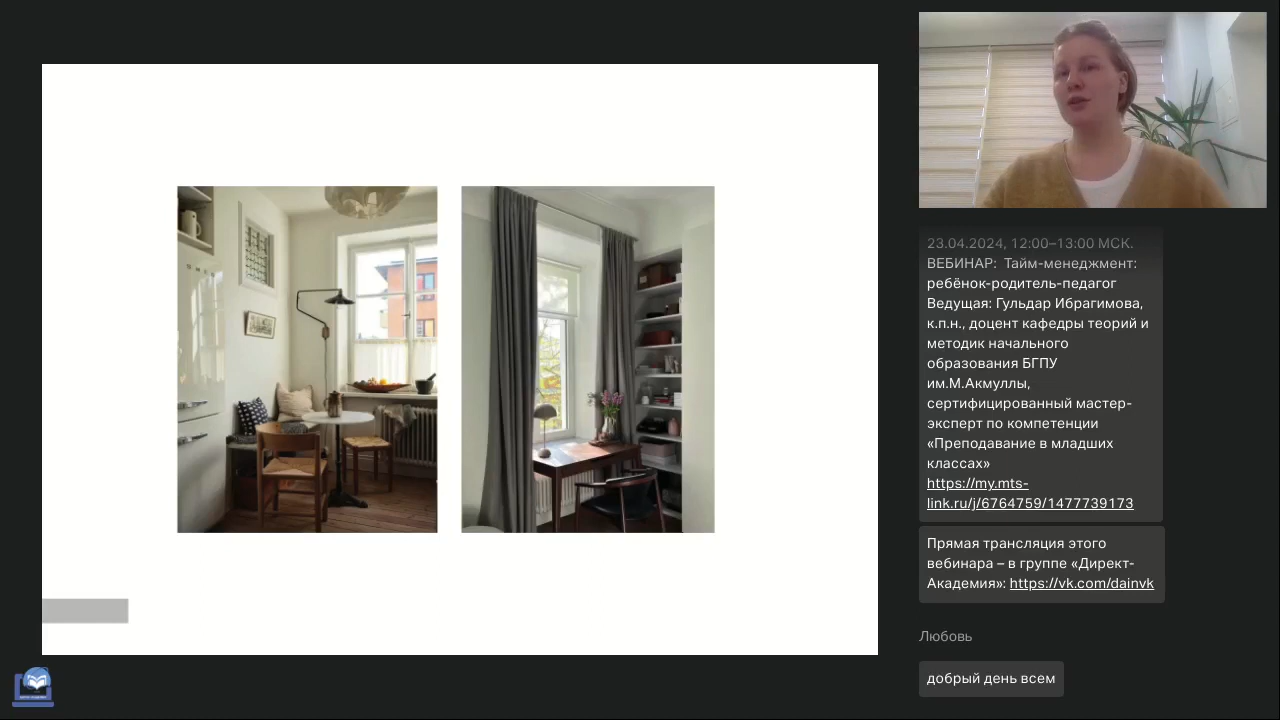 23.04.2024, 12:00–13:00 МСК.
ВЕБИНАР:  Тайм-менеджмент:
ребёнок-родитель-педагог
Ведущая: Гульдар Ибрагимова,
к.п.н., доцент кафедры теорий и
методик начального
образования БГПУ
им.М.Акмуллы,
сертифицированный мастер-
эксперт по компетенции
«Преподавание в младших
классах»
https://my.mts-
link.ru/j/6764759/1477739173
Прямая трансляция этого
вебинара – в группе «Директ-
Академия»: https://vk.com/dainvk
Любовь
добрый день всем